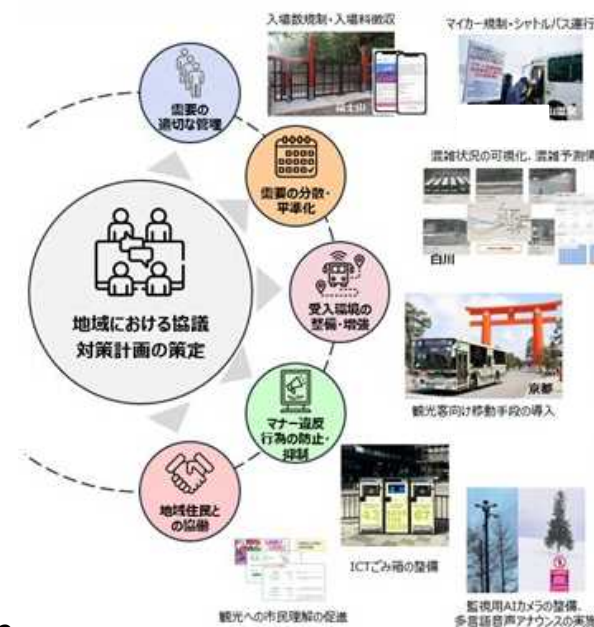 入場数規制・入場料徴収
マイカー規制・シャトルバス運行
富士山
需要の
適切な管理
混雑状況の可視化、混雑予測情
需要の分散・
平準化
白川
地域における協議
対策計画の策定
受入環境の
整備・増強
京都
観光客向け移動手段の導入
マナー違反
行為の防止・
抑制
地域住民と
の協働
ICTごみ箱の整備
観光への市民理解の促進
監視用AIカメラの整備、
多言語音声アナウンスの実施